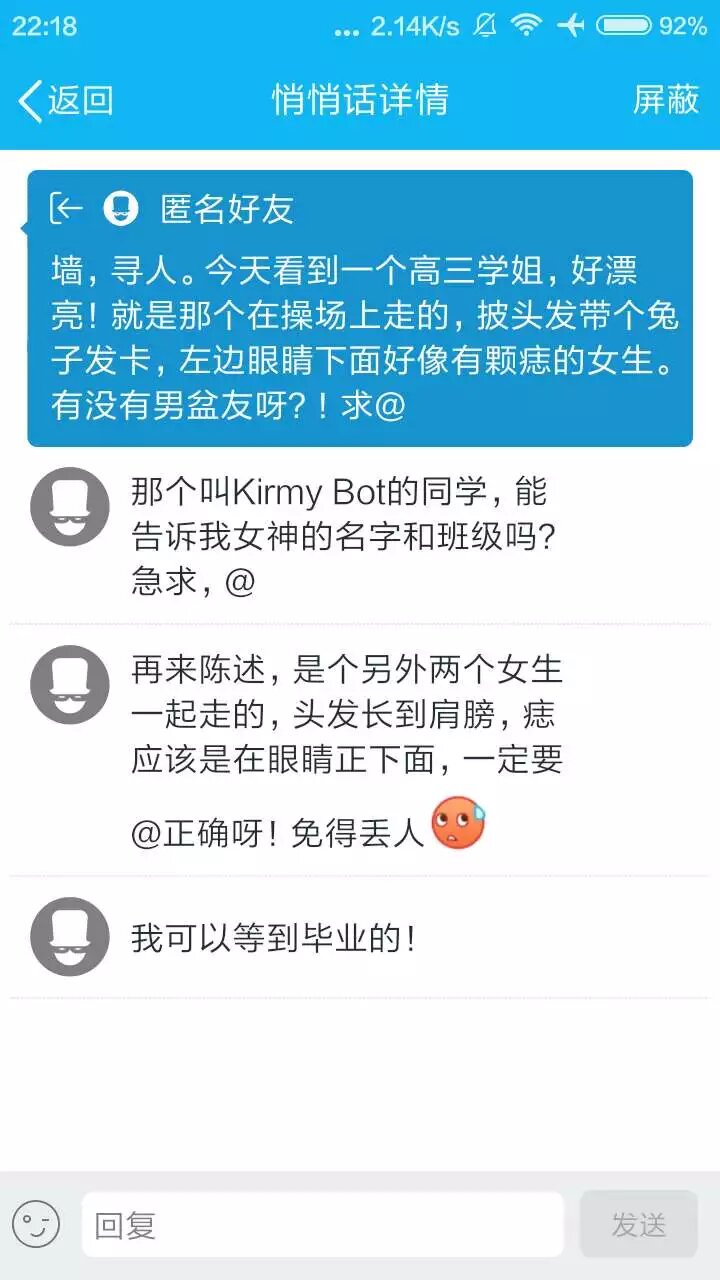 22:18 ... 2.14K/s 92%
返回 悄悄话详情 屏蔽
匿名好友
墙，寻人。今天看到一个高三学姐，好漂
亮！就是那个在操场上走的，披头发带个兔
子发卡，左边眼睛下面好像有颗痣的女生。
有没有男盆友呀？！求@
那个叫Kirmy Bot的同学，能
告诉我女神的名字和班级吗？
急求，@
再来陈述，是个另外两个女生
一起走的，头发长到肩膀，痣
应该是在眼睛正下面，一定要
@正确呀！免得丢人
我可以等到毕业的！
回复 发送